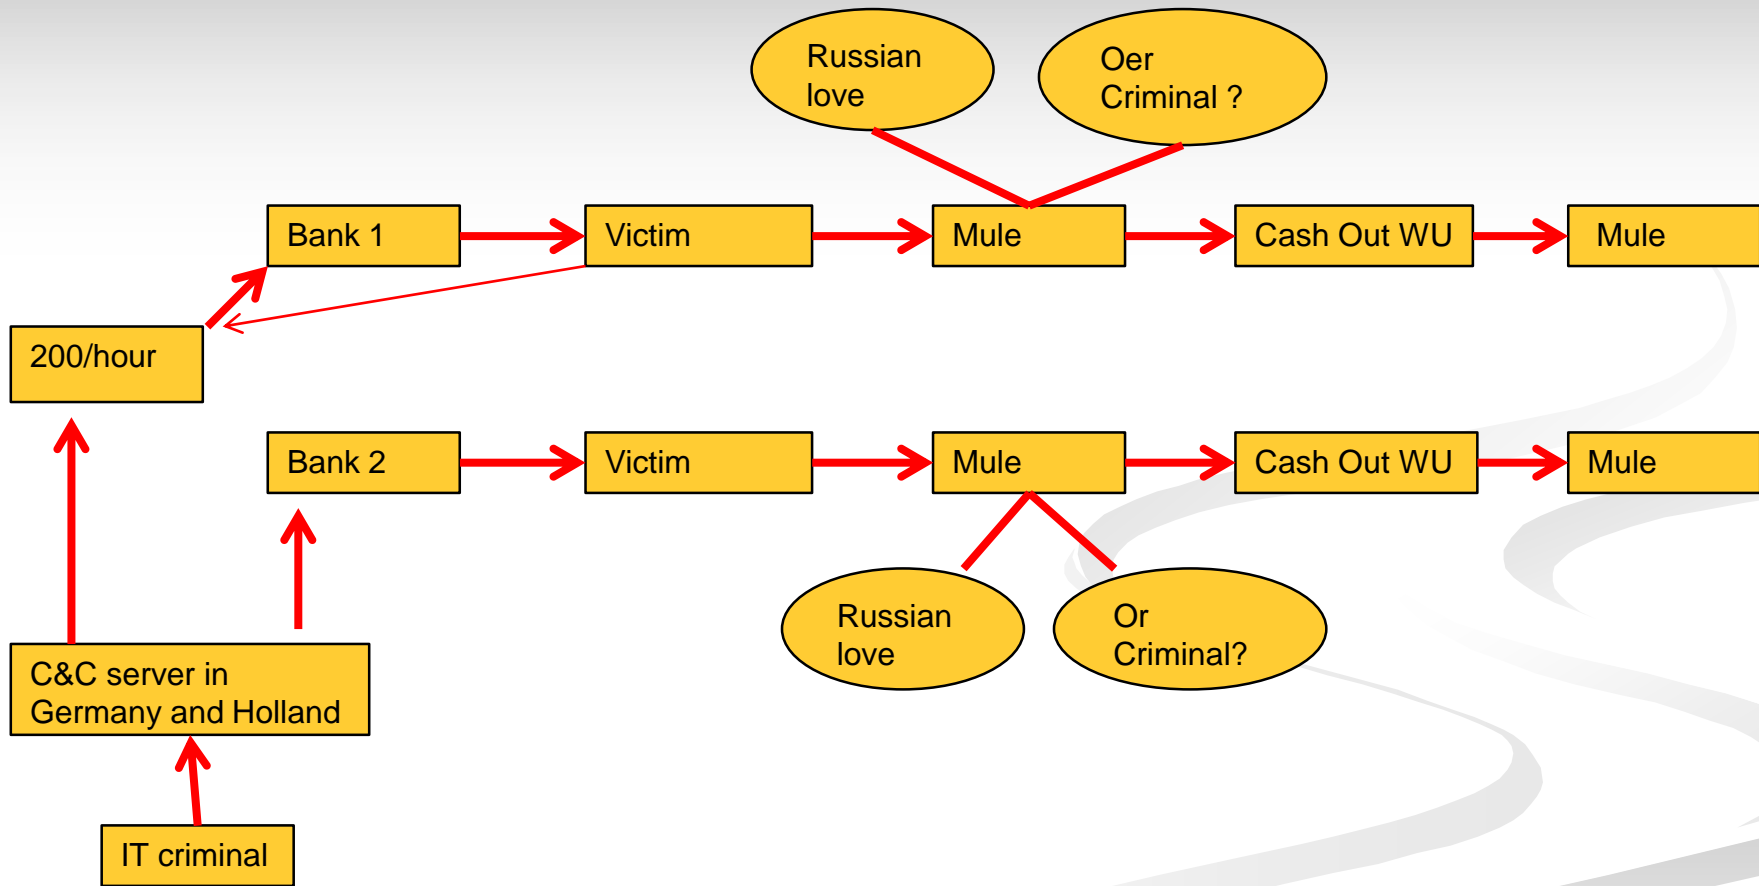 Russian
love
Oer
Criminal ?
Bank 1
Victim
Mule
Cash Out WU
Mule
200/hour
Bank 2
Victim
Mule
Cash Out WU
Mule
Russian
love
Or
Criminal?
C&C server in
Germany and Holland
IT criminal